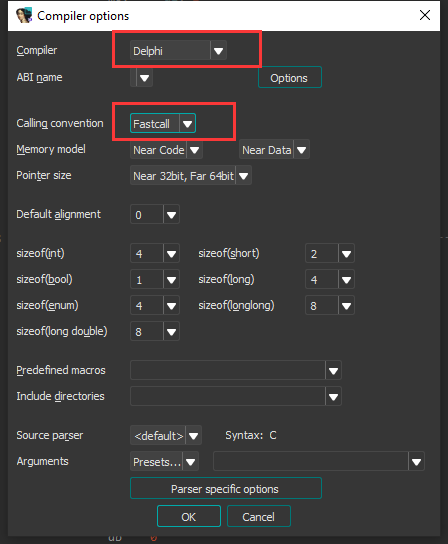 Compiler options
Compiler Delphi
ABI name Options
Calling convention Fastcall
Memory model Near Code Near Data
Pointer size Near 32bit, Far 64bit
Default alignment 0
sizeof(int) 4 sizeof(short) 2
sizeof(bool) 1 sizeof(long) 4
sizeof(enum) 4 sizeof(longlong) 8
sizeof(long double) 8
Predefined macros
Include directories
Source parser <default> Syntax: C
Arguments Presets...
Parser specific options
OK Cancel
db 0